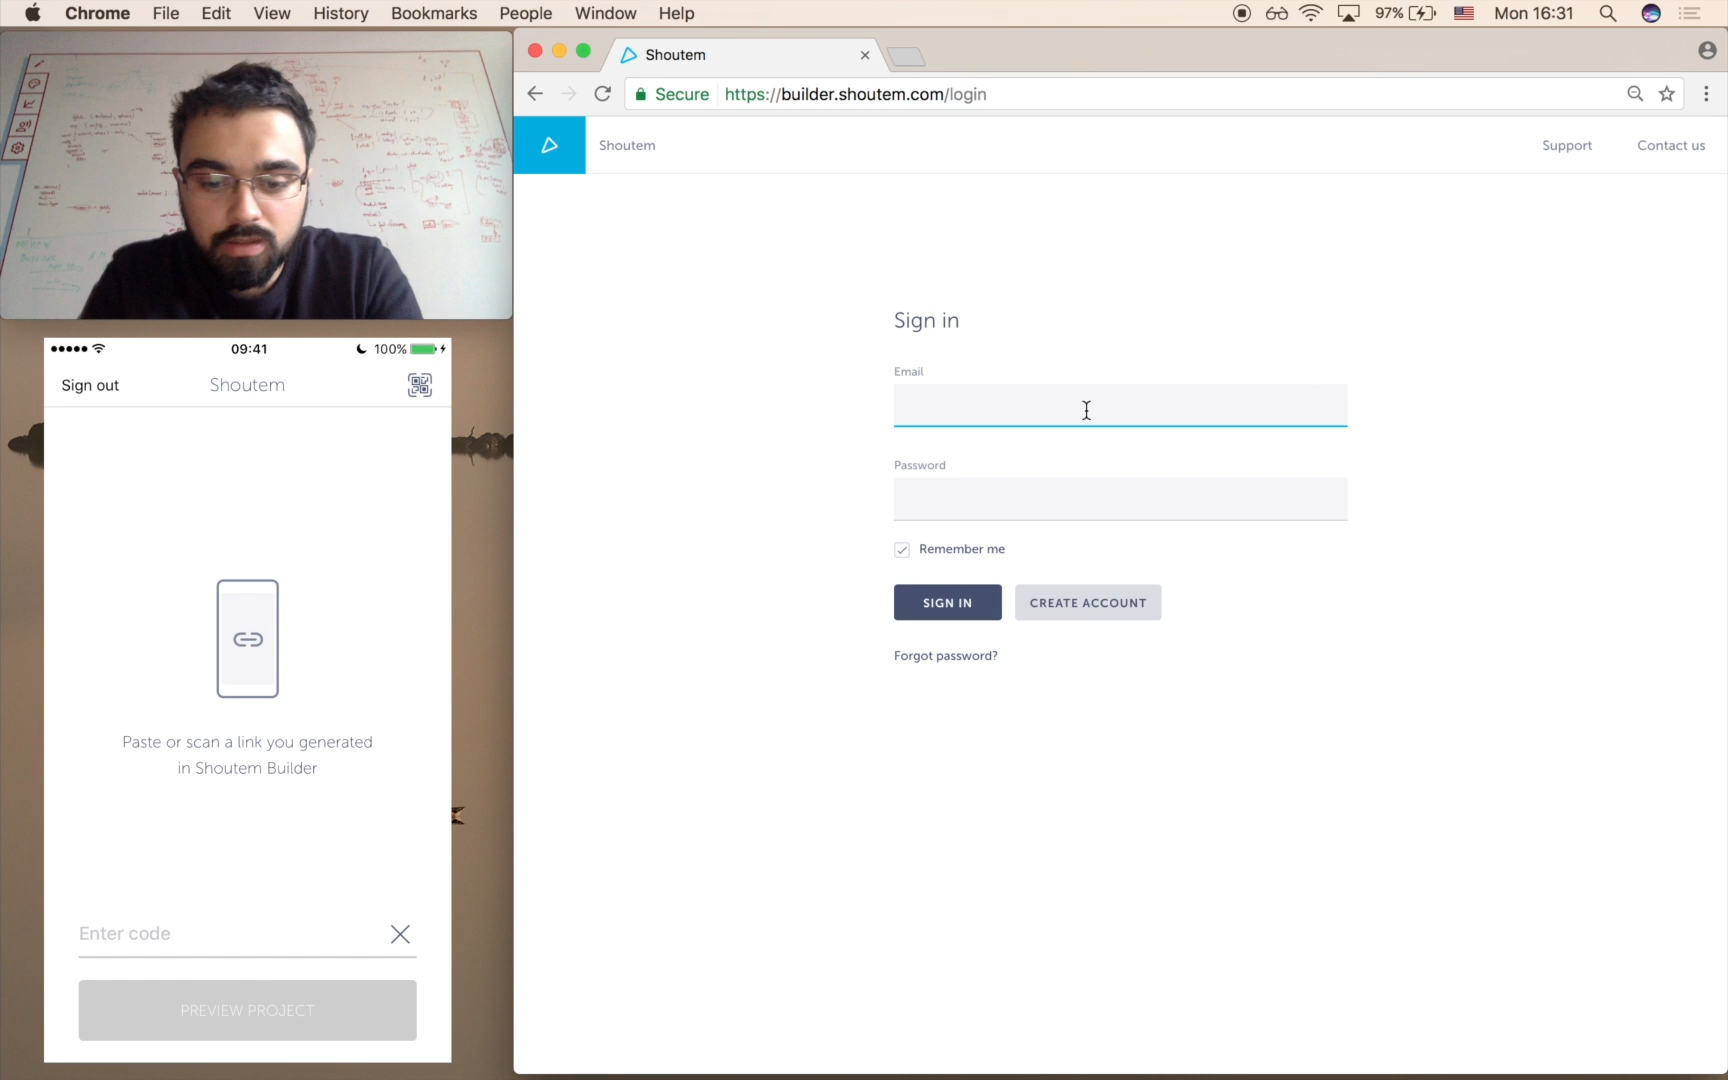 Chrome File Edit View History Bookmarks People Window Help 97% Mon 16:31
Shoutem
Secure https://builder.shoutem.com/login
Shoutem Support Contact us
Sign in
Email
Password
Remember me
SIGN IN CREATE ACCOUNT
Forgot password?
09:41 100%
Sign out Shoutem
Paste or scan a link you generated
in Shoutem Builder
Enter code
PREVIEW PROJECT